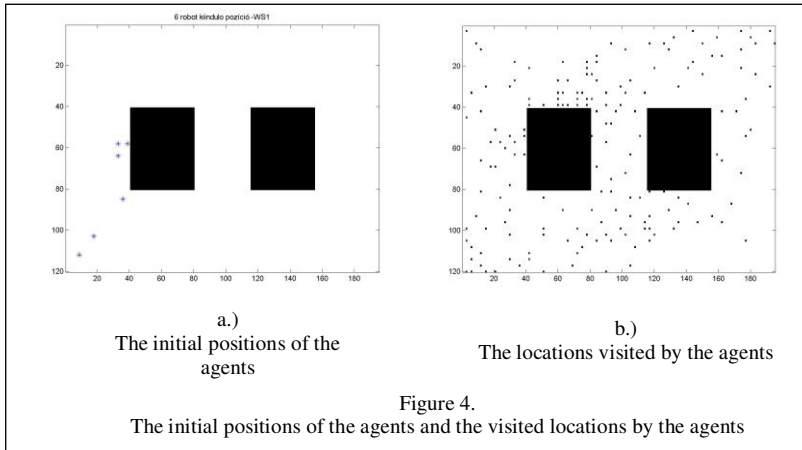 6 robot kiinduló pozíció -WS1
20
40
60
80
100
120
20 40 60 80 100 120 140 160 180
20
40
60
80
100
120
20 40 60 80 100 120 140 160 180
a.)
The initial positions of the
agents
b.)
The locations visited by the agents
Figure 4.
The initial positions of the agents and the visited locations by the agents